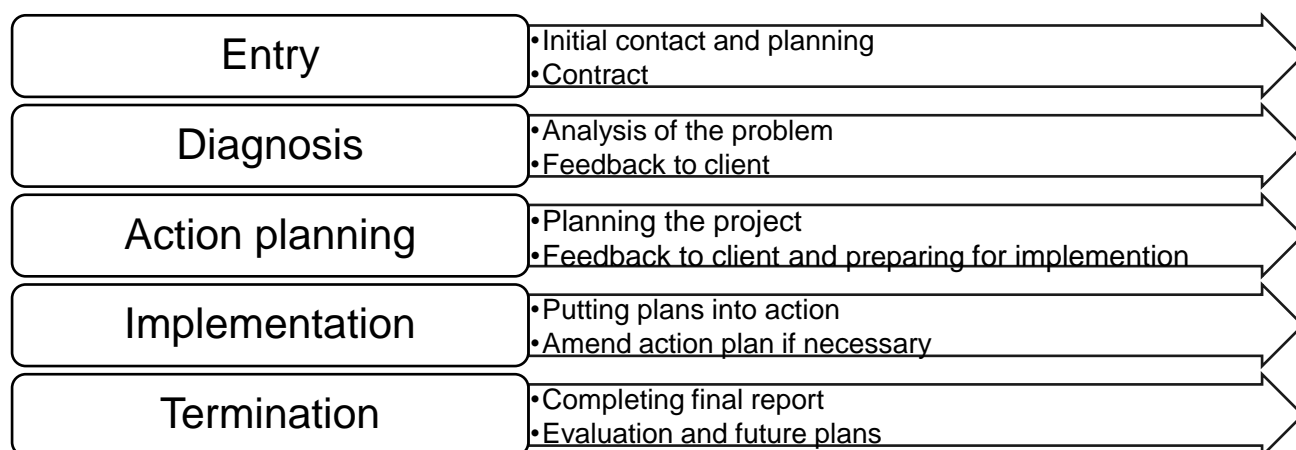 Entry
•Initial contact and planning
•Contract
Diagnosis
•Analysis of the problem
•Feedback to client
Action planning
•Planning the project
•Feedback to client and preparing for implemention
Implementation
•Putting plans into action
•Amend action plan if necessary
Termination
•Completing final report
•Evaluation and future plans